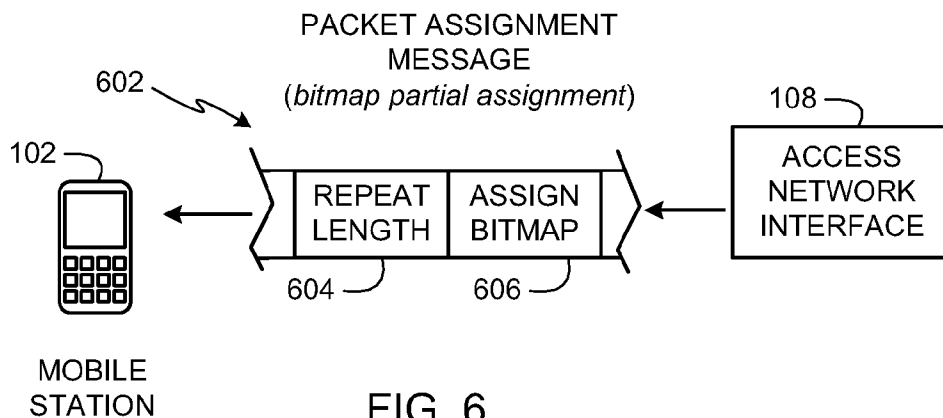 PACKET ASSIGNMENT
MESSAGE
(bitmap partial assignment)
602
102
108
REPEAT
LENGTH
ASSIGN
BITMAP
ACCESS
NETWORK
INTERFACE
604
606
MOBILE
STATION
FIG. 6